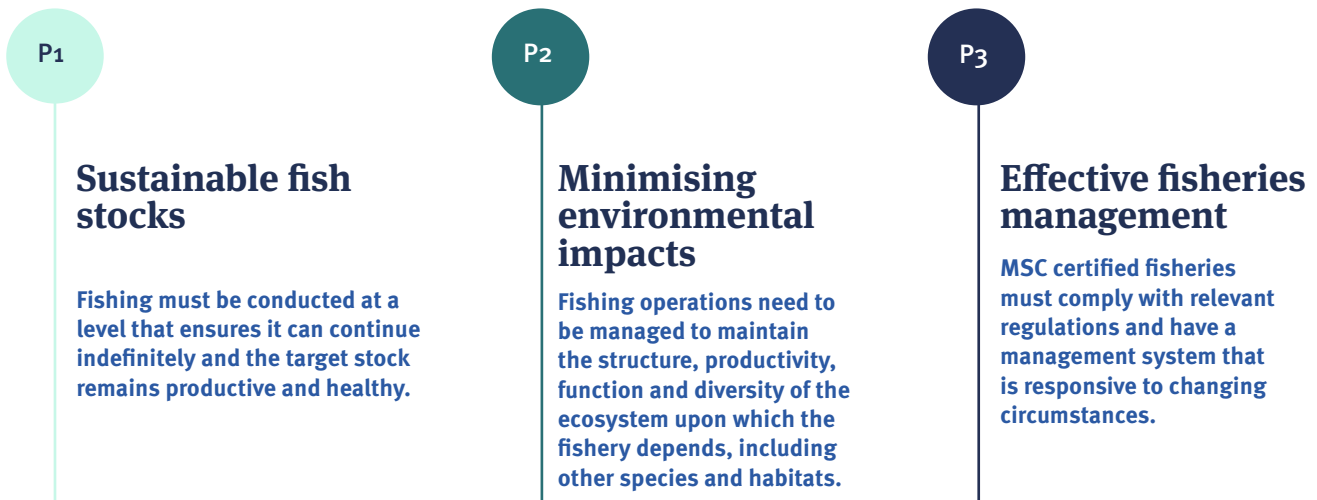 P1
Sustainable fish
stocks
Fishing must be conducted at a
level that ensures it can continue
indefinitely and the target stock
remains productive and healthy.
P2
Minimising
environmental
impacts
Fishing operations need to
be managed to maintain
the structure, productivity,
function and diversity of the
ecosystem upon which the
fishery depends, including
other species and habitats.
P3
Effective fisheries
management
MSC certified fisheries
must comply with relevant
regulations and have a
management system that
is responsive to changing
circumstances.